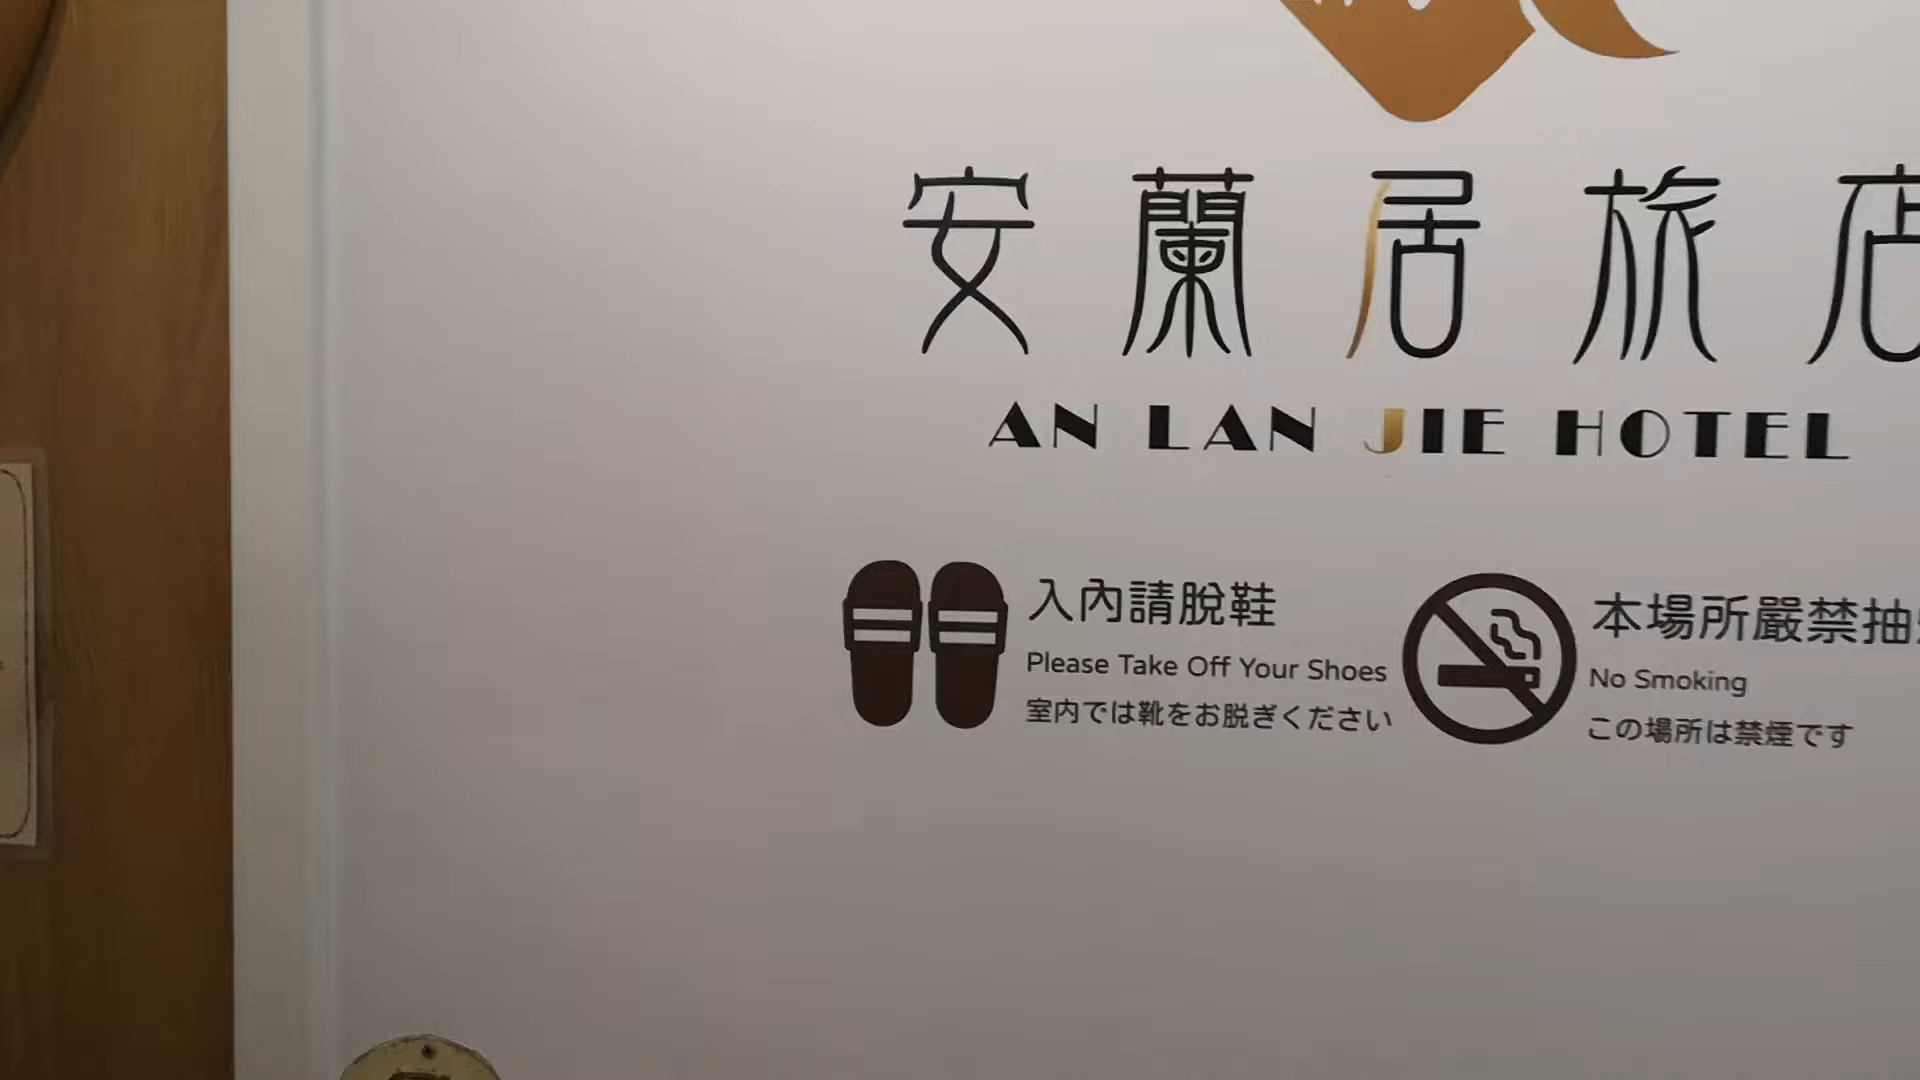 安蘭居旅店
AN LAN JIE HOTEL
入內請脫鞋
Please Take Off Your Shoes
室内では靴をお脱ぎください
本場所嚴禁抽
No Smoking
この場所は禁煙です